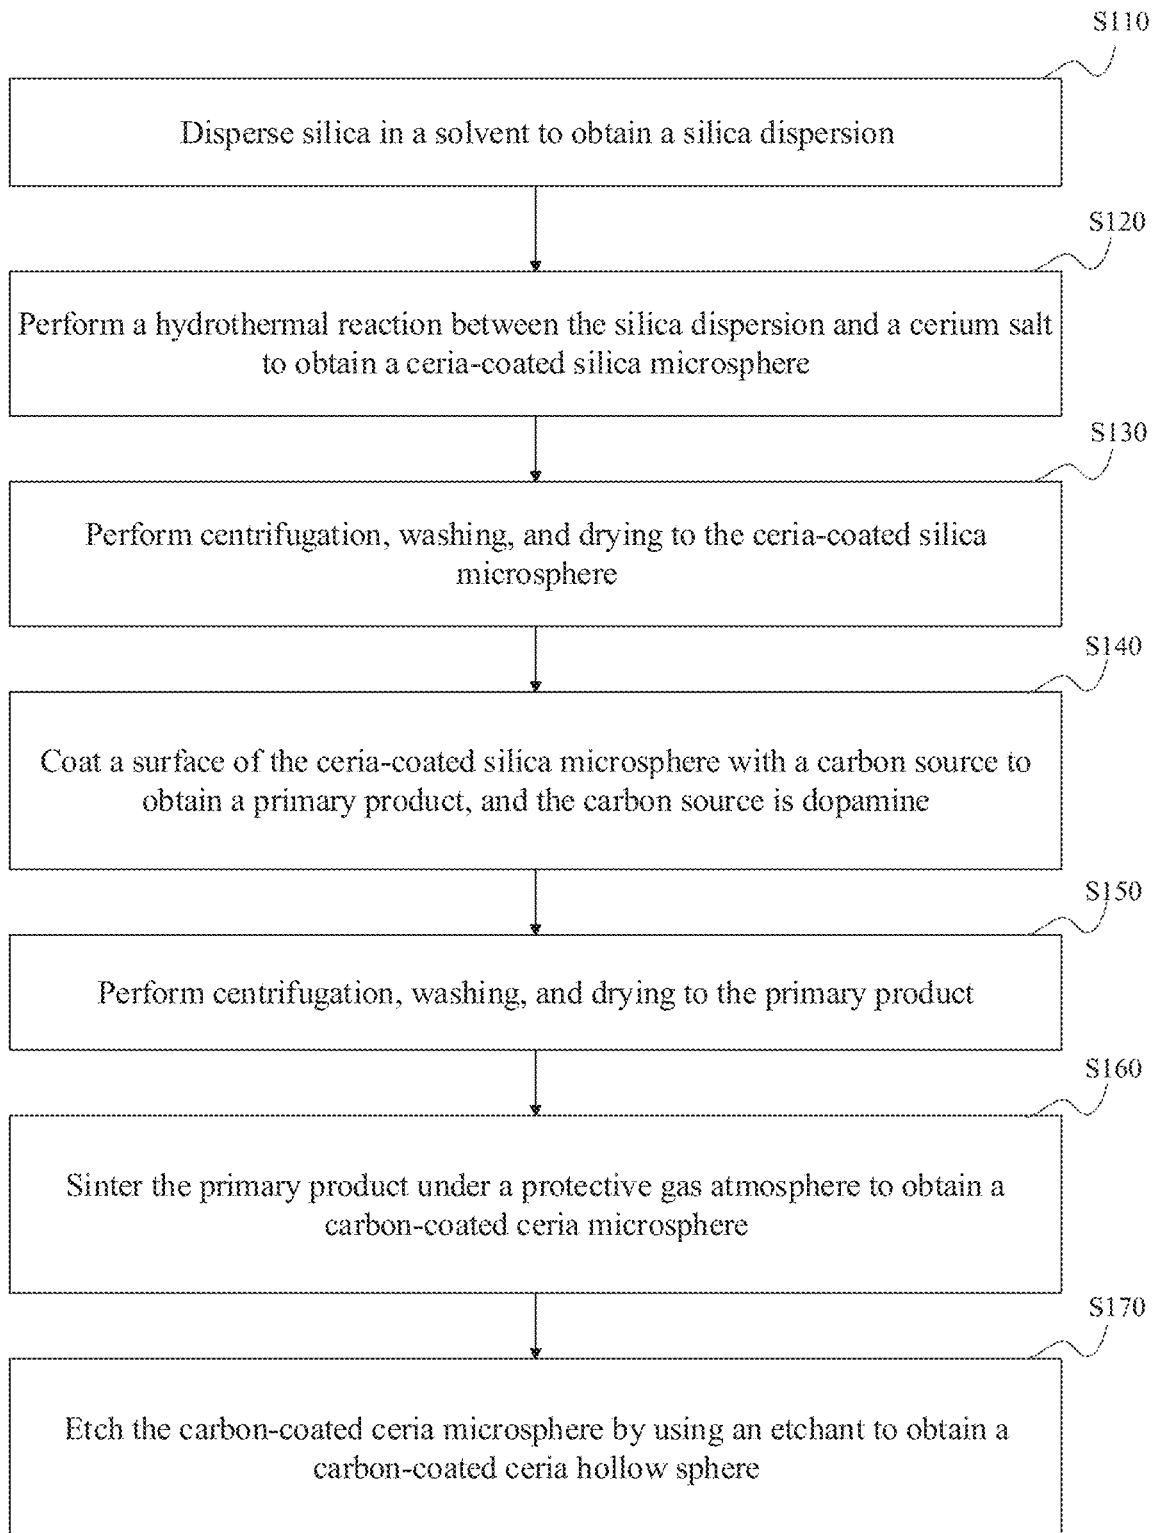 S110
Disperse silica in a solvent to obtain a silica dispersion
S120
Perform a hydrothermal reaction between the silica dispersion and a cerium salt
to obtain a ceria-coated silica microsphere
S130
Perform centrifugation, washing, and drying to the ceria-coated silica
microsphere
S140
Coat a surface of the ceria-coated silica microsphere with a carbon source to
obtain a primary product, and the carbon source is dopamine
S150
Perform centrifugation, washing, and drying to the primary product
S160
Sinter the primary product under a protective gas atmosphere to obtain a
carbon-coated ceria microsphere
S170
Etch the carbon-coated ceria microsphere by using an etchant to obtain a
carbon-coated ceria hollow sphere